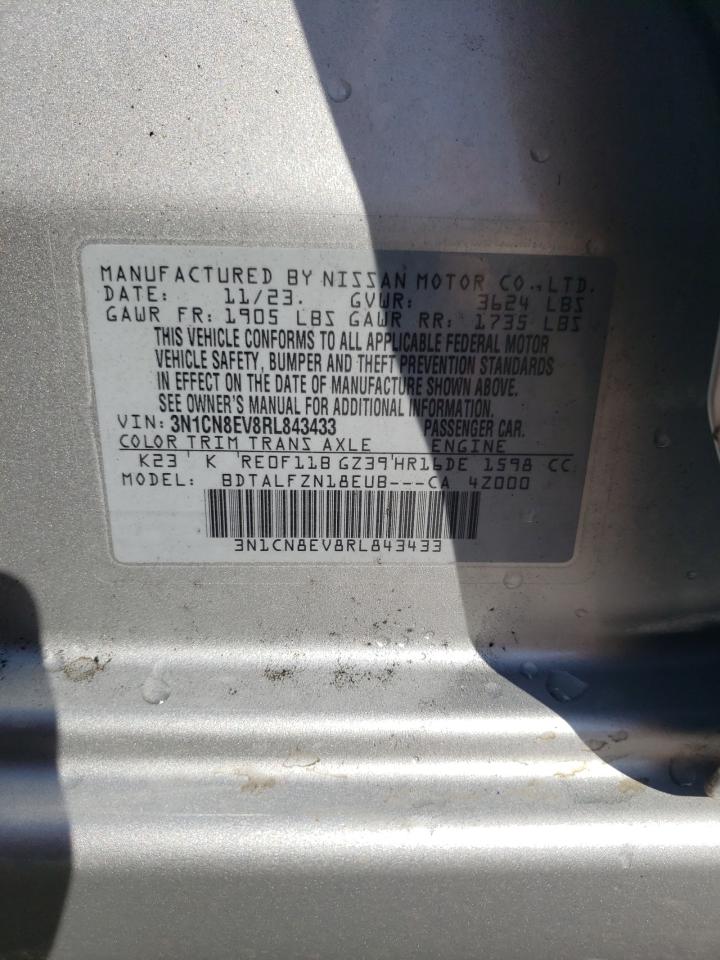 MANUFACTURED BY NISSAN MOTOR CO., LTD.
DATE: 11/23. GVWR: 3624 LBS
GAWR FR: 1905 LBS GAWR RR: 1735 LBS
THIS VEHICLE CONFORMS TO ALL APPLICABLE FEDERAL MOTOR
VEHICLE SAFETY, BUMPER AND THEFT PREVENTION STANDARDS
IN EFFECT ON THE DATE OF MANUFACTURE SHOWN ABOVE.
SEE OWNER'S MANUAL FOR ADDITIONAL INFORMATION.
VIN: 3N1CN8EV8RL843433 PASSENGER CAR.
COLOR TRIM TRANS AXLE ENGINE
K23 K RE0F11B GZ39 HR16DE 1598 CC
MODEL: BDTALFZN18EUB---CA 4Z000
3N1CN8EV8RL843433